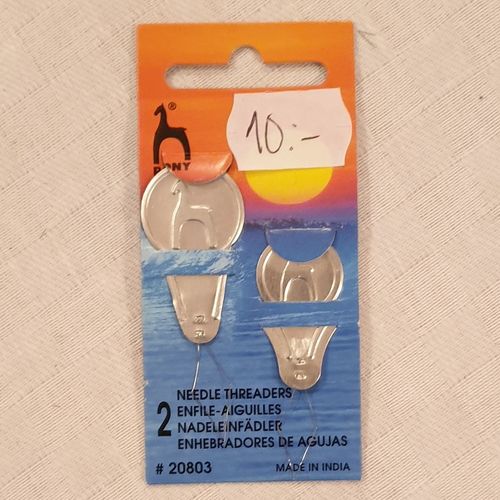 ®
PONY
10:-
2 NEEDLE THREADERS
ENFILE-AIGUILLES
NADELEINFÄDLER
ENHEBRADORES DE AGUJAS
# 20803
MADE IN INDIA